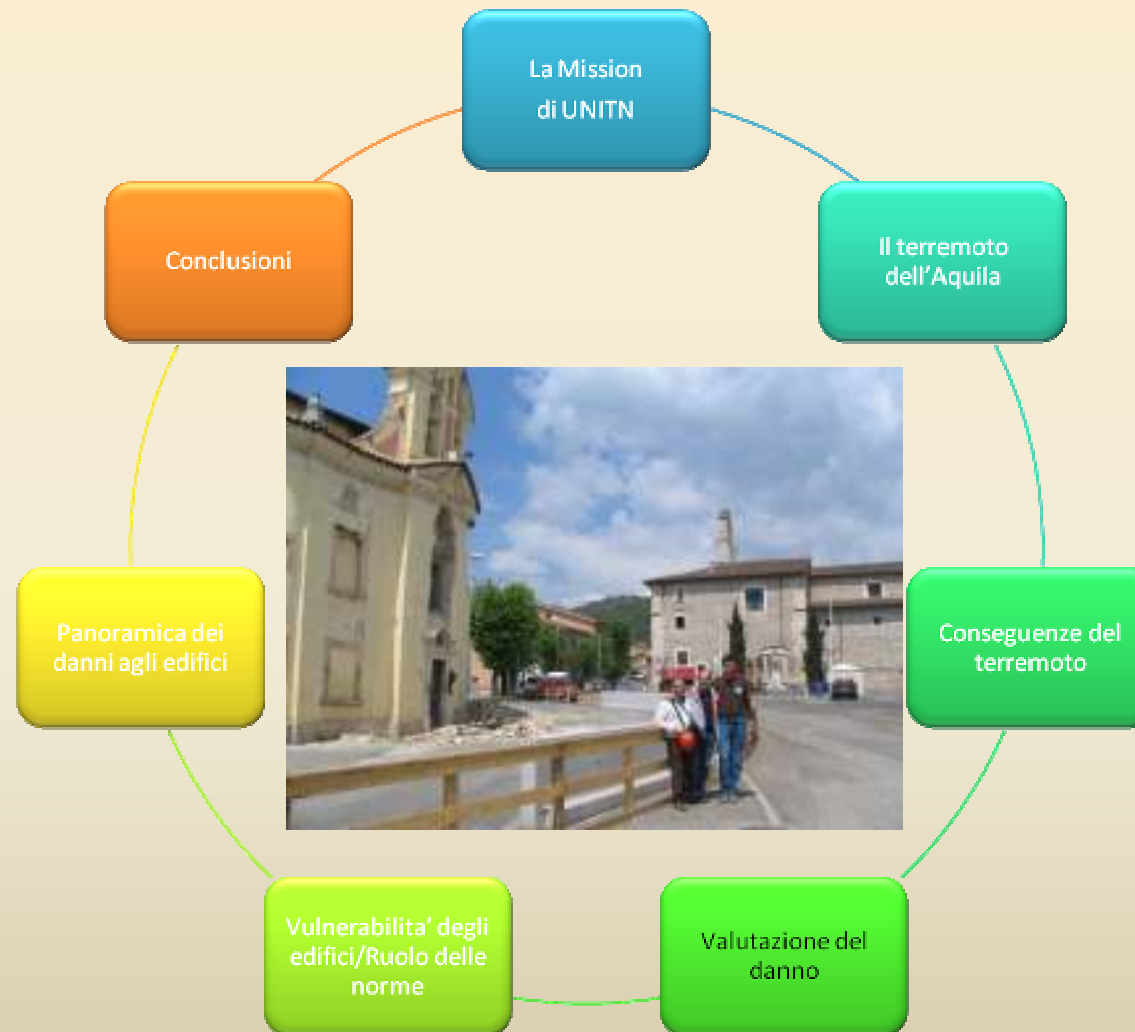 La Mission
di UNITN
Il terremoto
dell'Aquila
Conseguenze del
terremoto
Valutazione del
danno
Vulnerabilita' degli
edifici/Ruolo delle
norme
Panoramica dei
danni agli edifici
Conclusioni